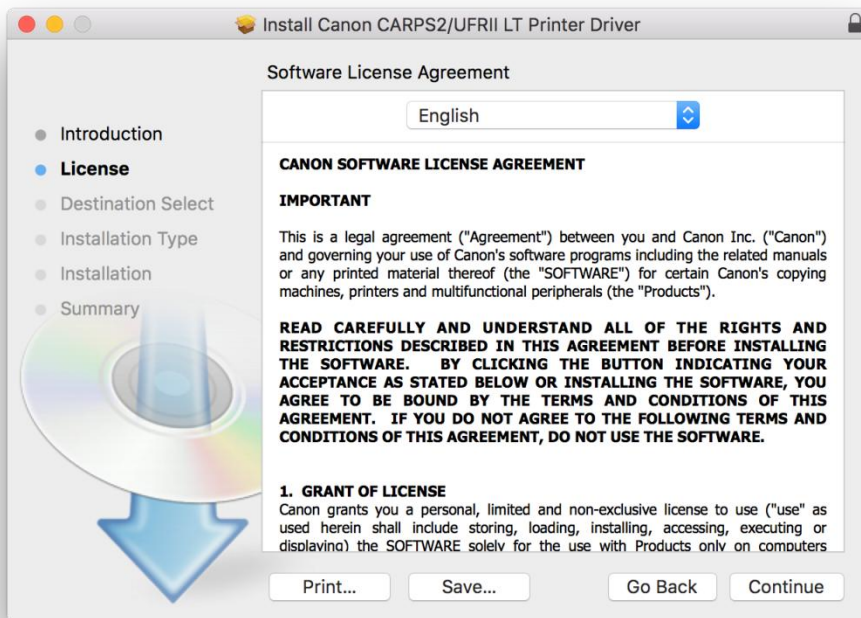 Install Canon CARPS2/UFRII LT Printer Driver
Software License Agreement
Introduction
License
Destination Select
Installation Type
Installation
Summary
English
CANON SOFTWARE LICENSE AGREEMENT
IMPORTANT
This is a legal agreement ("Agreement") between you and Canon Inc. ("Canon")
and governing your use of Canon's software programs including the related manuals
or any printed material thereof (the "SOFTWARE") for certain Canon's copying
machines, printers and multifunctional peripherals (the "Products").
READ CAREFULLY AND UNDERSTAND ALL OF THE RIGHTS AND
RESTRICTIONS DESCRIBED IN THIS AGREEMENT BEFORE INSTALLING
THE SOFTWARE. BY CLICKING THE BUTTON INDICATING YOUR
ACCEPTANCE AS STATED BELOW OR INSTALLING THE SOFTWARE, YOU
AGREE TO BE BOUND BY THE TERMS AND CONDITIONS OF THIS
AGREEMENT. IF YOU DO NOT AGREE TO THE FOLLOWING TERMS AND
CONDITIONS OF THIS AGREEMENT, DO NOT USE THE SOFTWARE.
1. GRANT OF LICENSE
Canon grants you a personal, limited and non-exclusive license to use ("use" as
used herein shall include storing, loading, installing, accessing, executing or
displaying) the SOFTWARE solely for the use with Products only on computers
Print...
Save...
Go Back
Continue